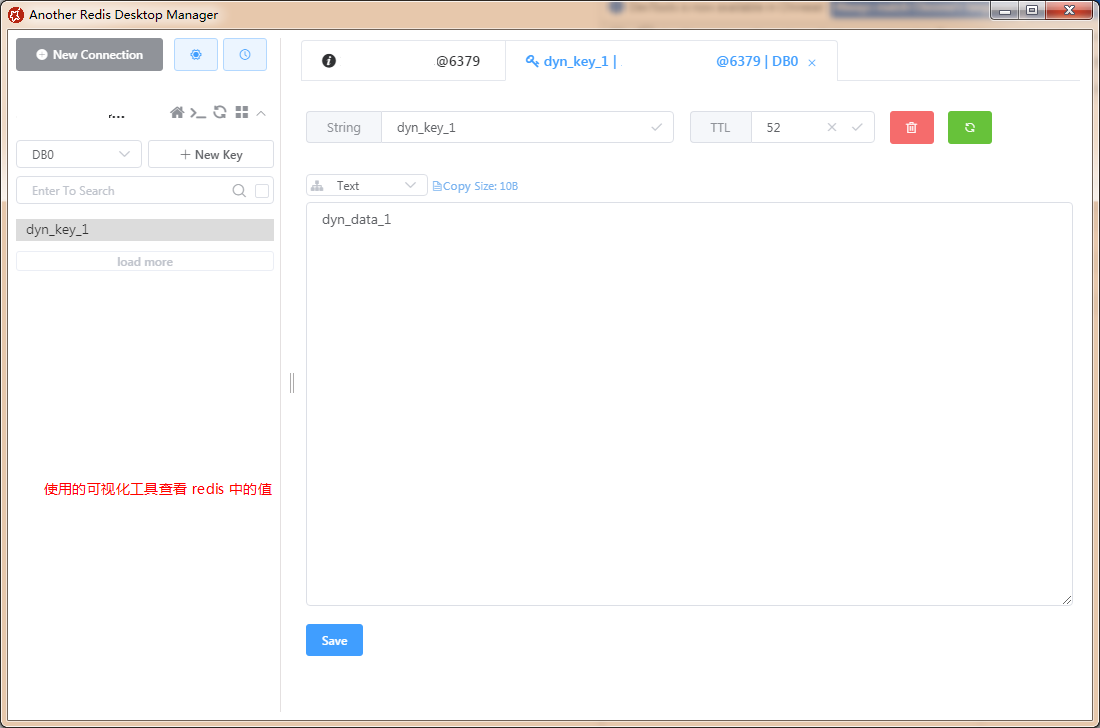 Another Redis Desktop Manager
New Connection
@6379
dyn_key_1 |
@6379 | DB0
String
dyn_key_1
TTL
52
DB0
New Key
Text
Copy
Size: 10B
Enter To Search
dyn_data_1
dyn_key_1
load more
使用的可视化工具查看 redis 中的值
Save